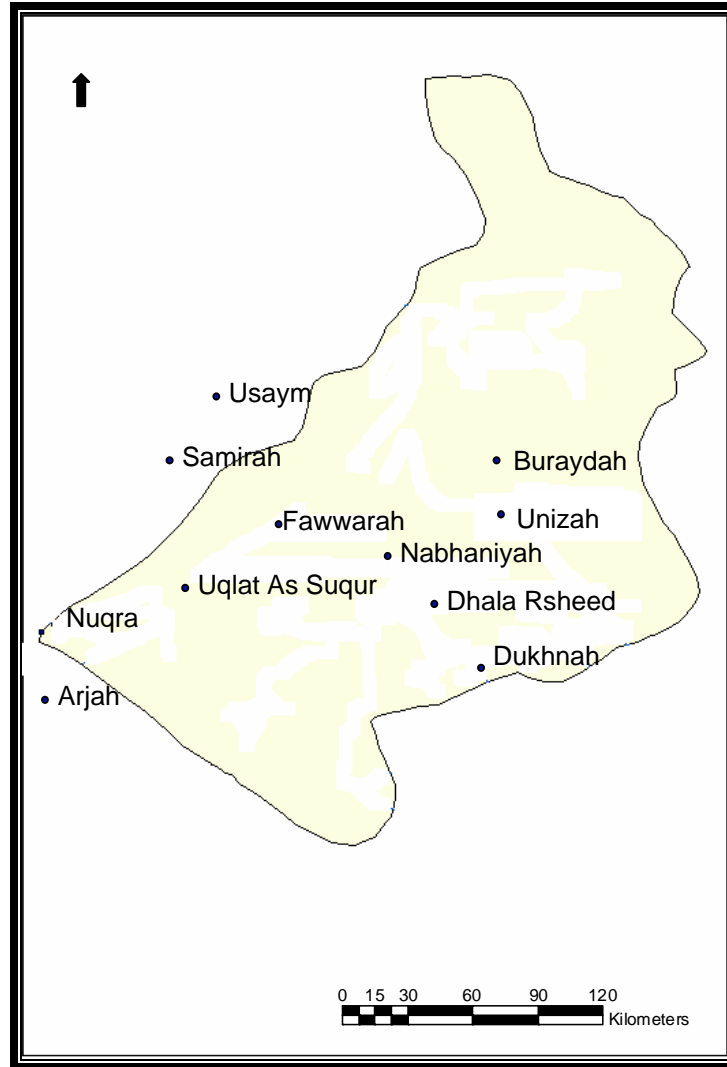 Usaym
Samirah
Buraydah
Unizah
Fawwarah
Nabhaniyah
Uqlat As Suqur
Dhala Rsheed
Nuqra
Dukhnah
Arjah
0 15 30 60 90 120
Kilometers